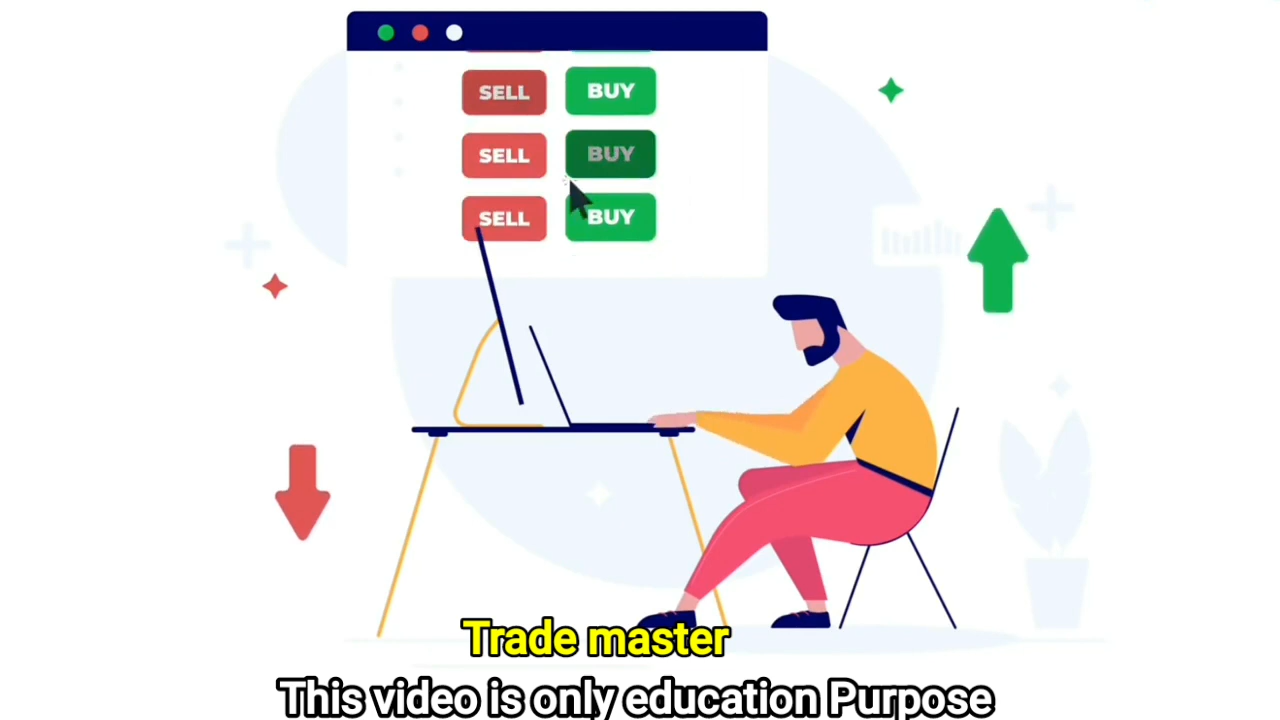 SELL BUY
SELL BUY
SELL BUY
Trade master
This video is only education Purpose